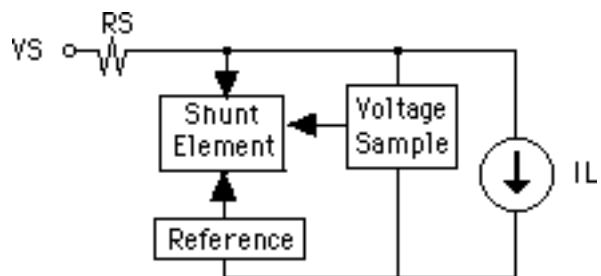 RS
VS
Shunt
Element
Voltage
Sample
IL
Reference